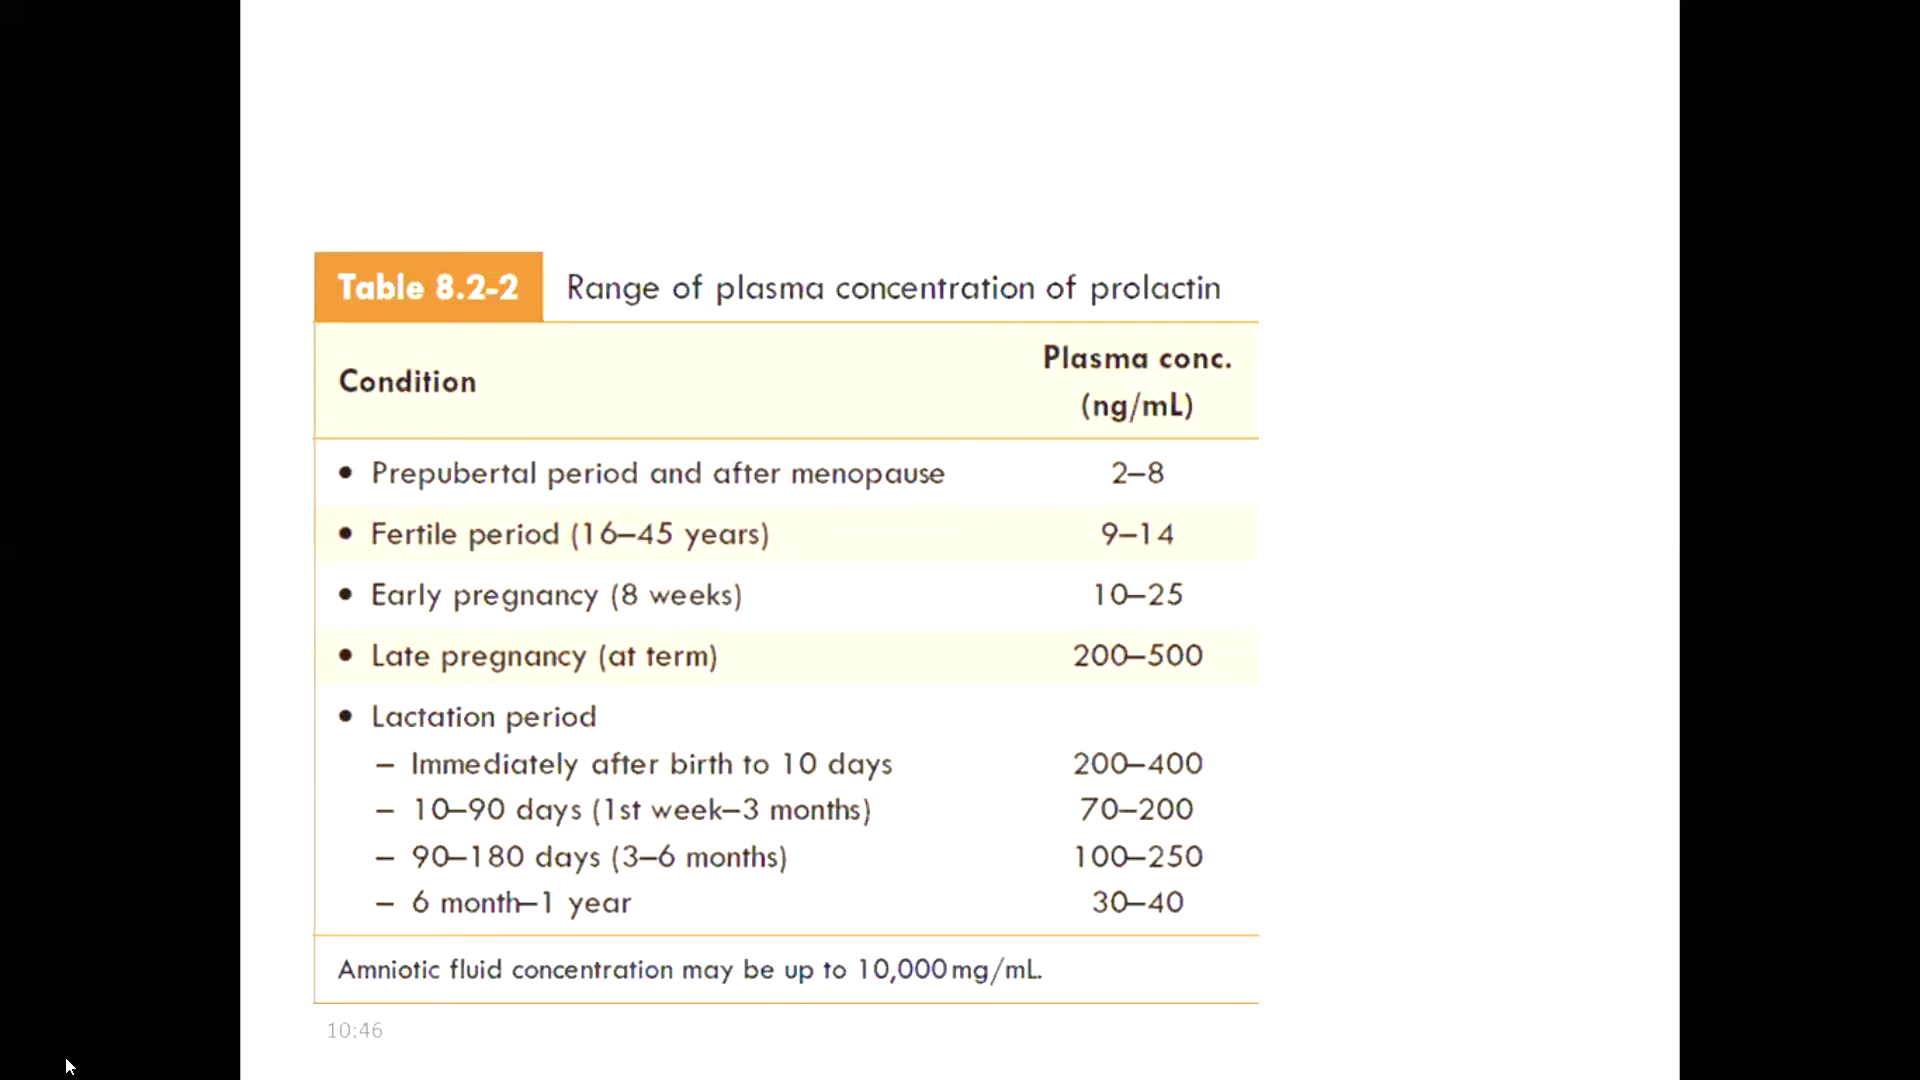 Table 8.2-2 Range of plasma concentration of prolactin
Condition Plasma conc. (ng/mL)
• Prepubertal period and after menopause 2–8
• Fertile period (16–45 years) 9–14
• Early pregnancy (8 weeks) 10–25
• Late pregnancy (at term) 200–500
• Lactation period
– Immediately after birth to 10 days 200–400
– 10–90 days (1st week–3 months) 70–200
– 90–180 days (3–6 months) 100–250
– 6 month–1 year 30–40
Amniotic fluid concentration may be up to 10,000 mg/mL.
10:46